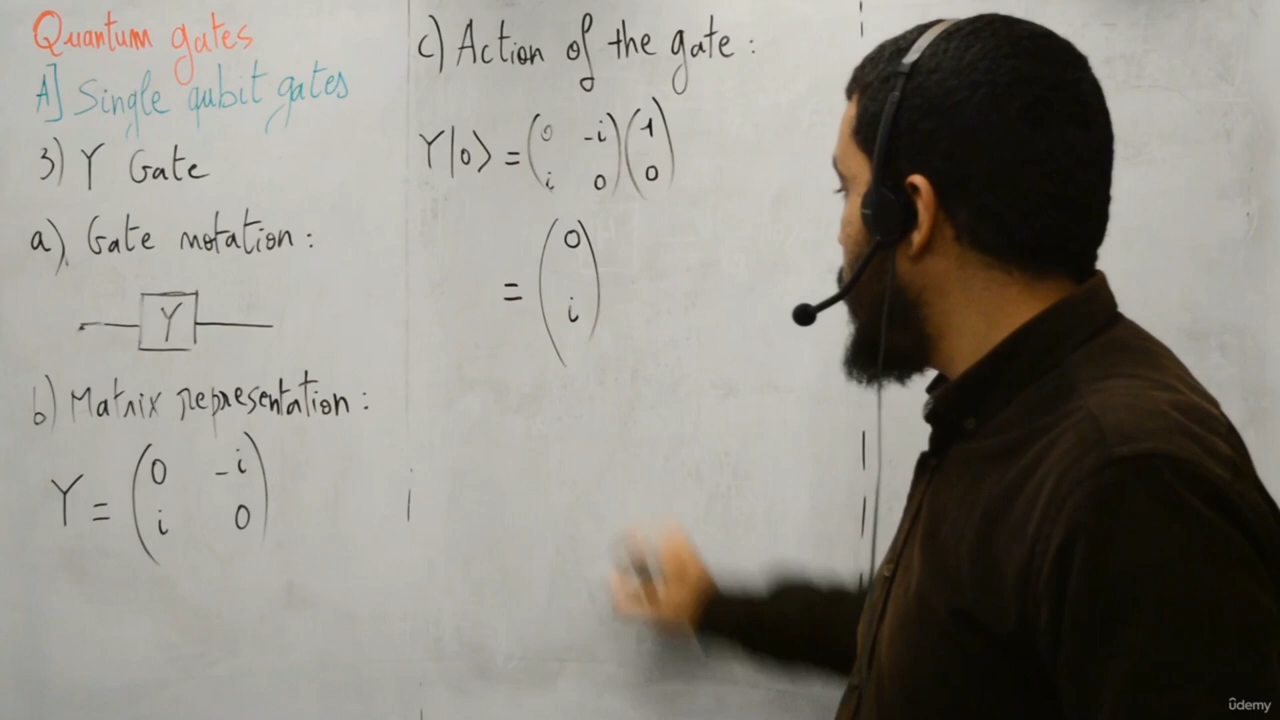 Quantum gates
A] Single qubit gates
3) Y Gate
a) Gate notation :
Y
b) Matrix representation :
Y = ( 0 -i
i 0 )
c) Action of the gate :
Y|0> = ( 0 -i
i 0 ) ( 1
0 )
= ( 0
i )
udemy